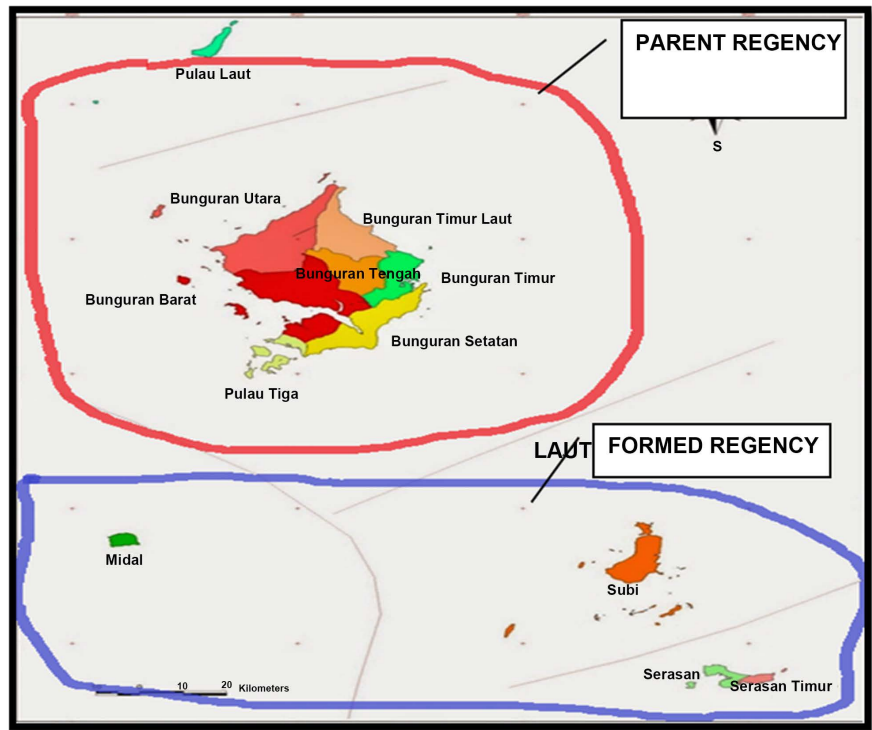 PARENT REGENCY
Pulau Laut
S
Bunguran Utara
Bunguran Timur Laut
Bunguran Tengah
Bunguran Timur
Bunguran Barat
Bunguran Setatan
Pulau Tiga
LAUT
FORMED REGENCY
Midal
Subi
Serasan
Serasan Timur
10 20 Kilometers